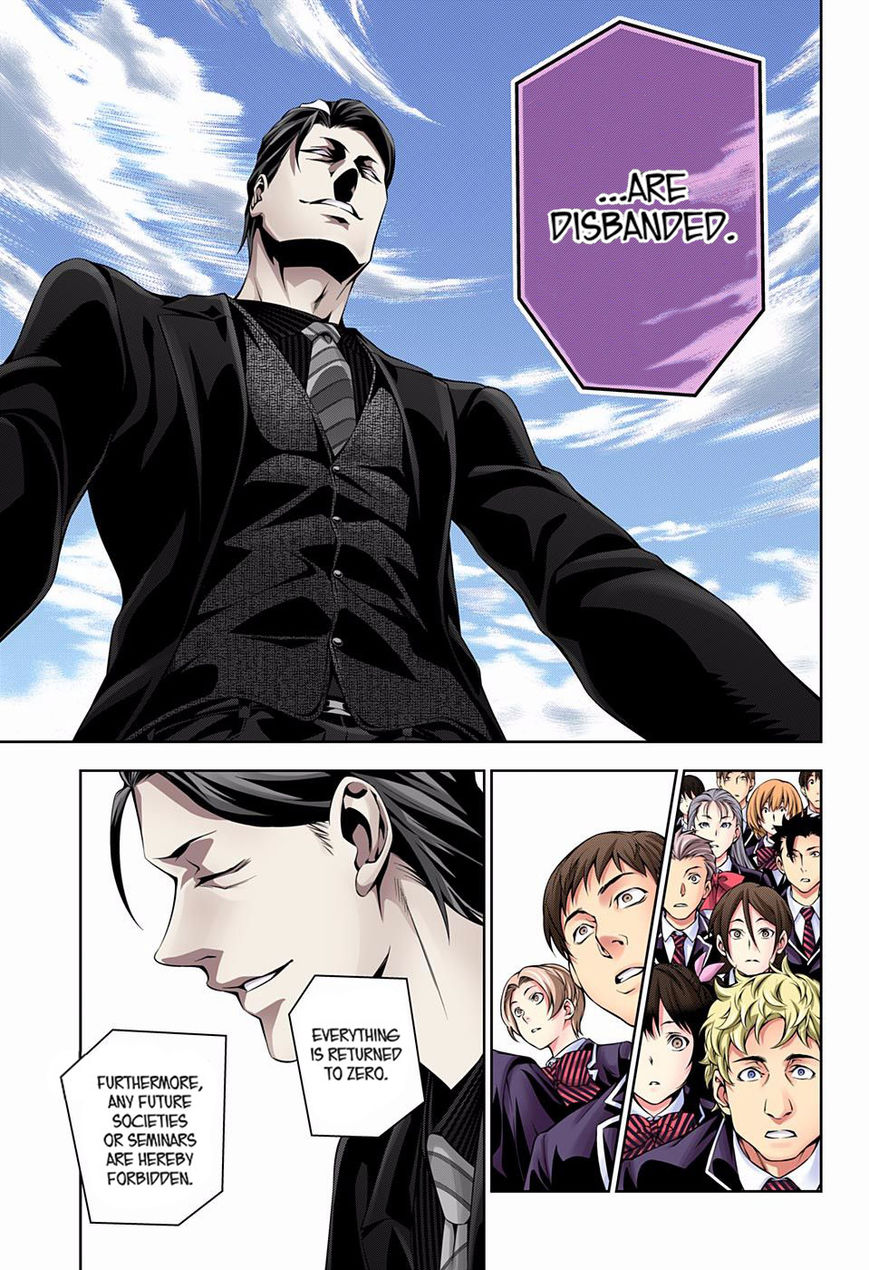 ...ARE
DISBANDED.
EVERYTHING
IS RETURNED
TO ZERO.
FURTHERMORE,
ANY FUTURE
SOCIETIES
OR SEMINARS
ARE HEREBY
FORBIDDEN.